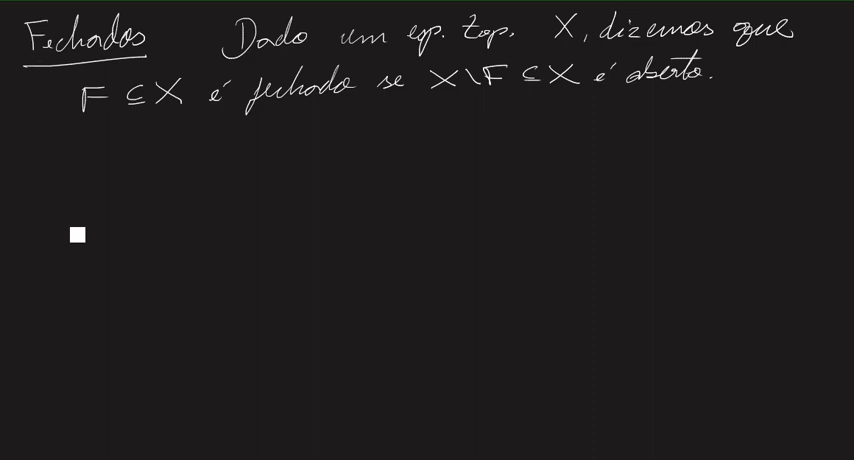 Fechados Dado um esp. top. X, dizemos que
F ⊆ X é fechado se X\F ⊆ X é aberto.